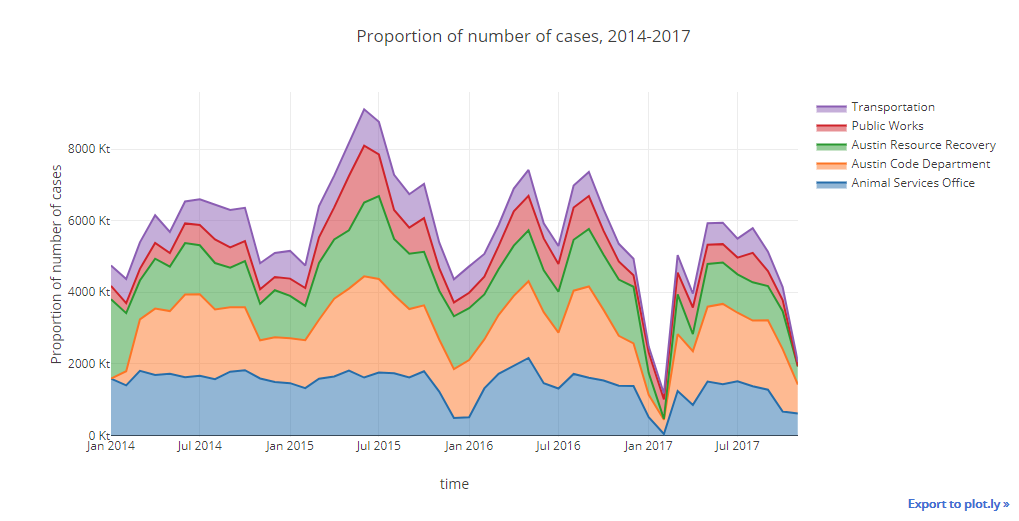 Proportion of number of cases, 2014-2017
Proportion of number of cases
8000 Kt
6000 Kt
4000 Kt
2000 Kt
0 Kt
Jan 2014
Jul 2014
Jan 2015
Jul 2015
Jan 2016
Jul 2016
Jan 2017
Jul 2017
time
Transportation
Public Works
Austin Resource Recovery
Austin Code Department
Animal Services Office
Export to plot.ly »